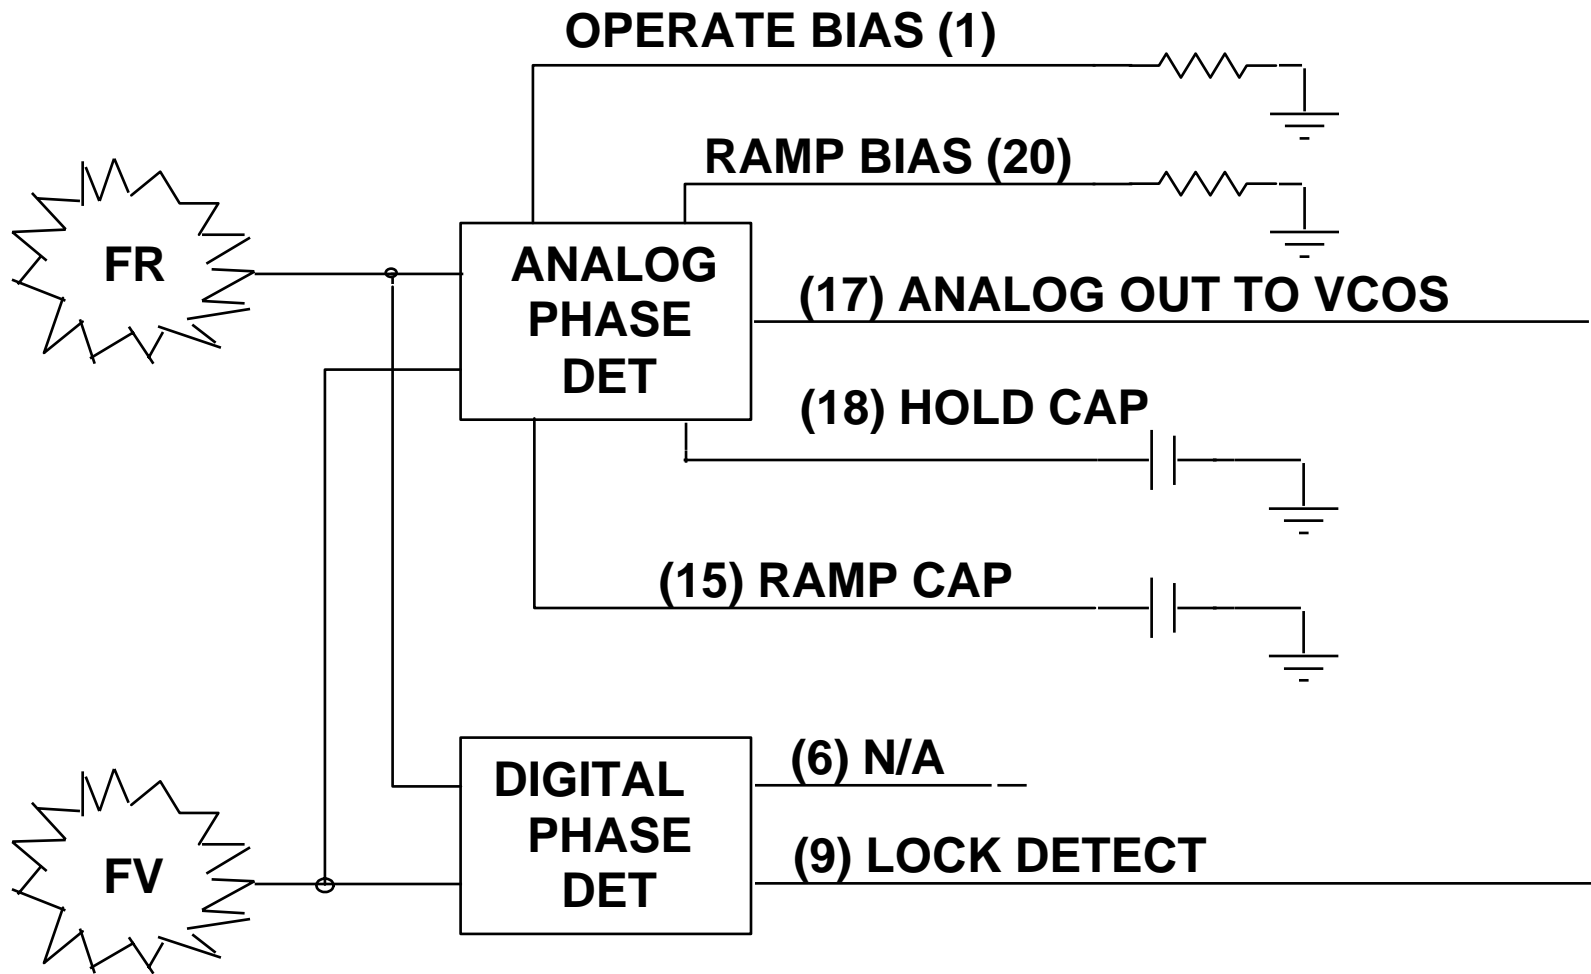 OPERATE BIAS (1)
RAMP BIAS (20)
FR
ANALOG
PHASE
DET
(17) ANALOG OUT TO VCOS
(18) HOLD CAP
(15) RAMP CAP
FV
DIGITAL
PHASE
DET
(6) N/A
(9) LOCK DETECT